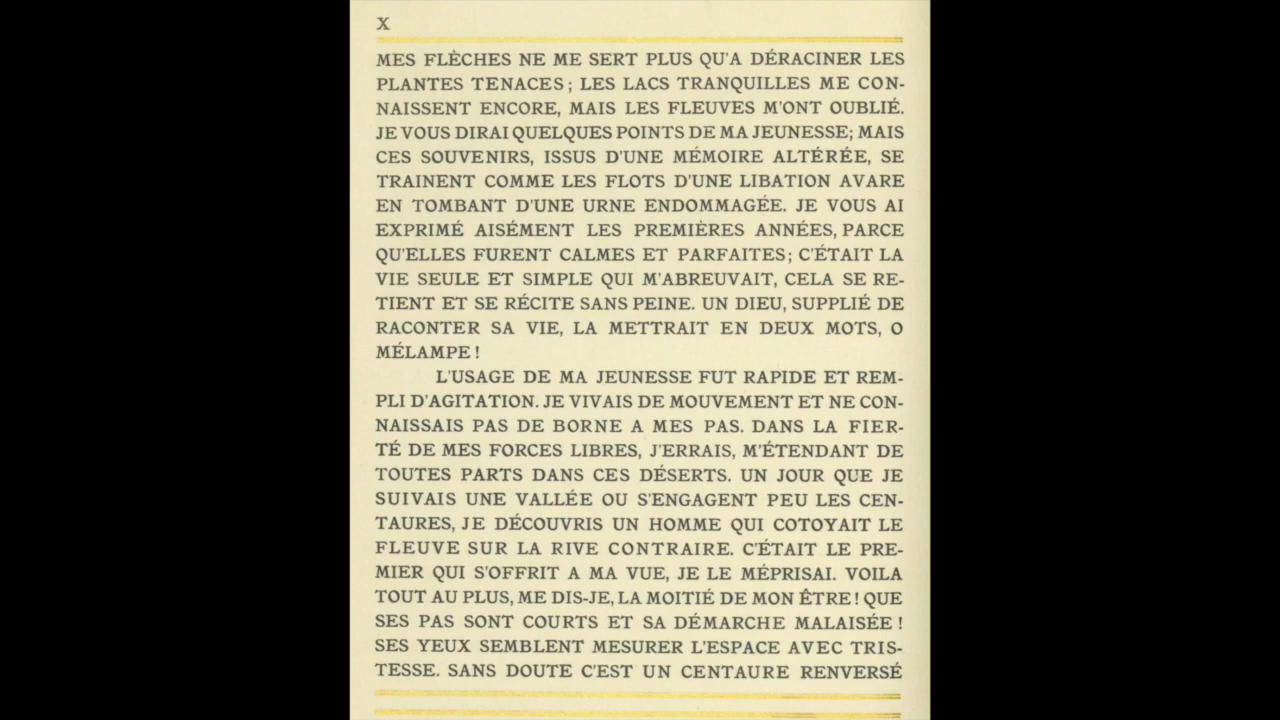 X
MES FLÈCHES NE ME SERT PLUS QU'A DÉRACINER LES
PLANTES TENACES; LES LACS TRANQUILLES ME CON-
NAISSENT ENCORE, MAIS LES FLEUVES M'ONT OUBLIÉ.
JE VOUS DIRAI QUELQUES POINTS DE MA JEUNESSE; MAIS
CES SOUVENIRS, ISSUS D'UNE MÉMOIRE ALTÉRÉE, SE
TRAINENT COMME LES FLOTS D'UNE LIBATION AVARE
EN TOMBANT D'UNE URNE ENDOMMAGÉE. JE VOUS AI
EXPRIMÉ AISÉMENT LES PREMIÈRES ANNÉES, PARCE
QU'ELLES FURENT CALMES ET PARFAITES; C'ÉTAIT LA
VIE SEULE ET SIMPLE QUI M'ABREUVAIT, CELA SE RE-
TIENT ET SE RÉCITE SANS PEINE. UN DIEU, SUPPLIÉ DE
RACONTER SA VIE, LA METTRAIT EN DEUX MOTS, O
MÉLAMPE!
L'USAGE DE MA JEUNESSE FUT RAPIDE ET REM-
PLI D'AGITATION. JE VIVAIS DE MOUVEMENT ET NE CON-
NAISSAIS PAS DE BORNE A MES PAS. DANS LA FIER-
TÉ DE MES FORCES LIBRES, J'ERRAIS, M'ÉTENDANT DE
TOUTES PARTS DANS CES DÉSERTS. UN JOUR QUE JE
SUIVAIS UNE VALLÉE OU S'ENGAGENT PEU LES CEN-
TAURES, JE DÉCOUVRIS UN HOMME QUI COTOYAIT LE
FLEUVE SUR LA RIVE CONTRAIRE. C'ÉTAIT LE PRE-
MIER QUI S'OFFRIT A MA VUE, JE LE MÉPRISAI. VOILA
TOUT AU PLUS, ME DIS-JE, LA MOITIÉ DE MON ÊTRE! QUE
SES PAS SONT COURTS ET SA DÉMARCHE MALAISÉE!
SES YEUX SEMBLENT MESURER L'ESPACE AVEC TRIS-
TESSE. SANS DOUTE C'EST UN CENTAURE RENVERSÉ